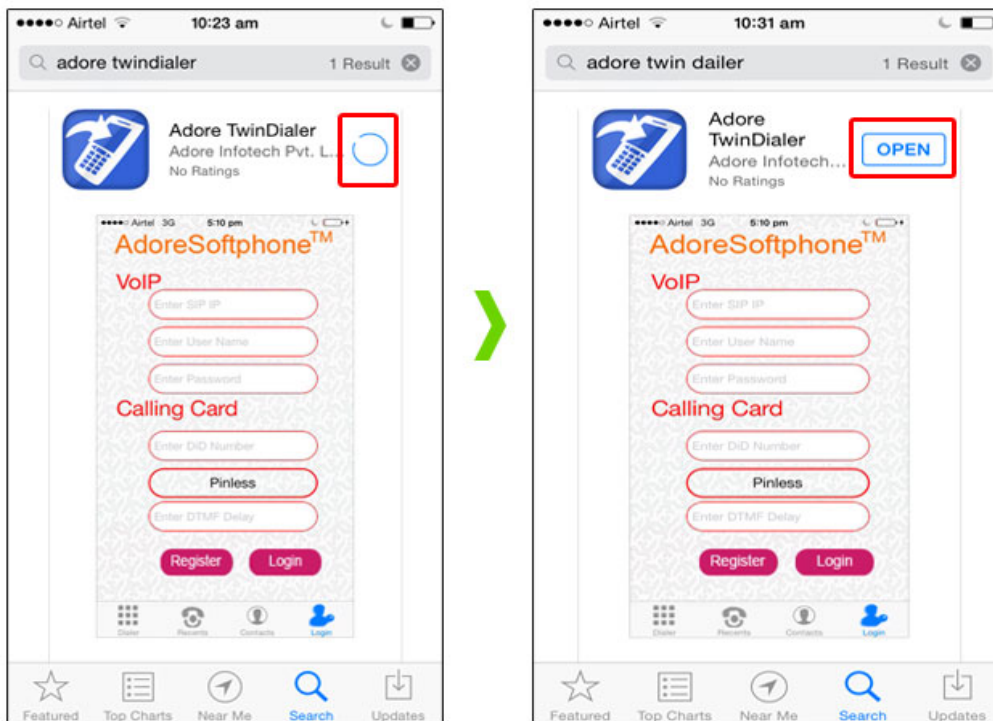 Airtel 10:23 am
adore twindialer 1 Result
Adore TwinDialer
Adore Infotech Pvt. L...
No Ratings
Airtel 3G 5:10 pm
AdoreSoftphone™
VoIP
Enter SIP IP
Enter User Name
Enter Password
Calling Card
Enter DiD Number
Pinless
Enter DTMF Delay
Register Login
Dialer Recents Contacts Login
Featured Top Charts Near Me Search Updates
Airtel 10:31 am
adore twin dailer 1 Result
Adore
TwinDialer
Adore Infotech...
No Ratings
OPEN
Airtel 3G 5:10 pm
AdoreSoftphone™
VoIP
Enter SIP IP
Enter User Name
Enter Password
Calling Card
Enter DiD Number
Pinless
Enter DTMF Delay
Register Login
Dialer Recents Contacts Login
Featured Top Charts Near Me Search Updates